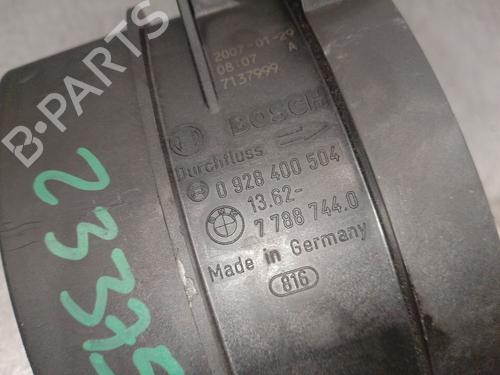 B-PARTS
2007-01-29
08:07 A
7137999
BOSCH
Durchfluss
0 928 400 504
13.62-
7 788 744.0
Made in Germany
816
23375